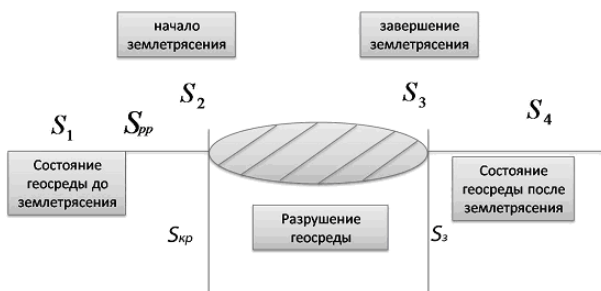 начало
землетрясения
завершение
землетрясения
S₂
S₃
S₁
Sрр
S₄
Состояние
геосреды до
землетрясения
Состояние
геосреды после
землетрясения
Sкр
Разрушение
геосреды
Sз